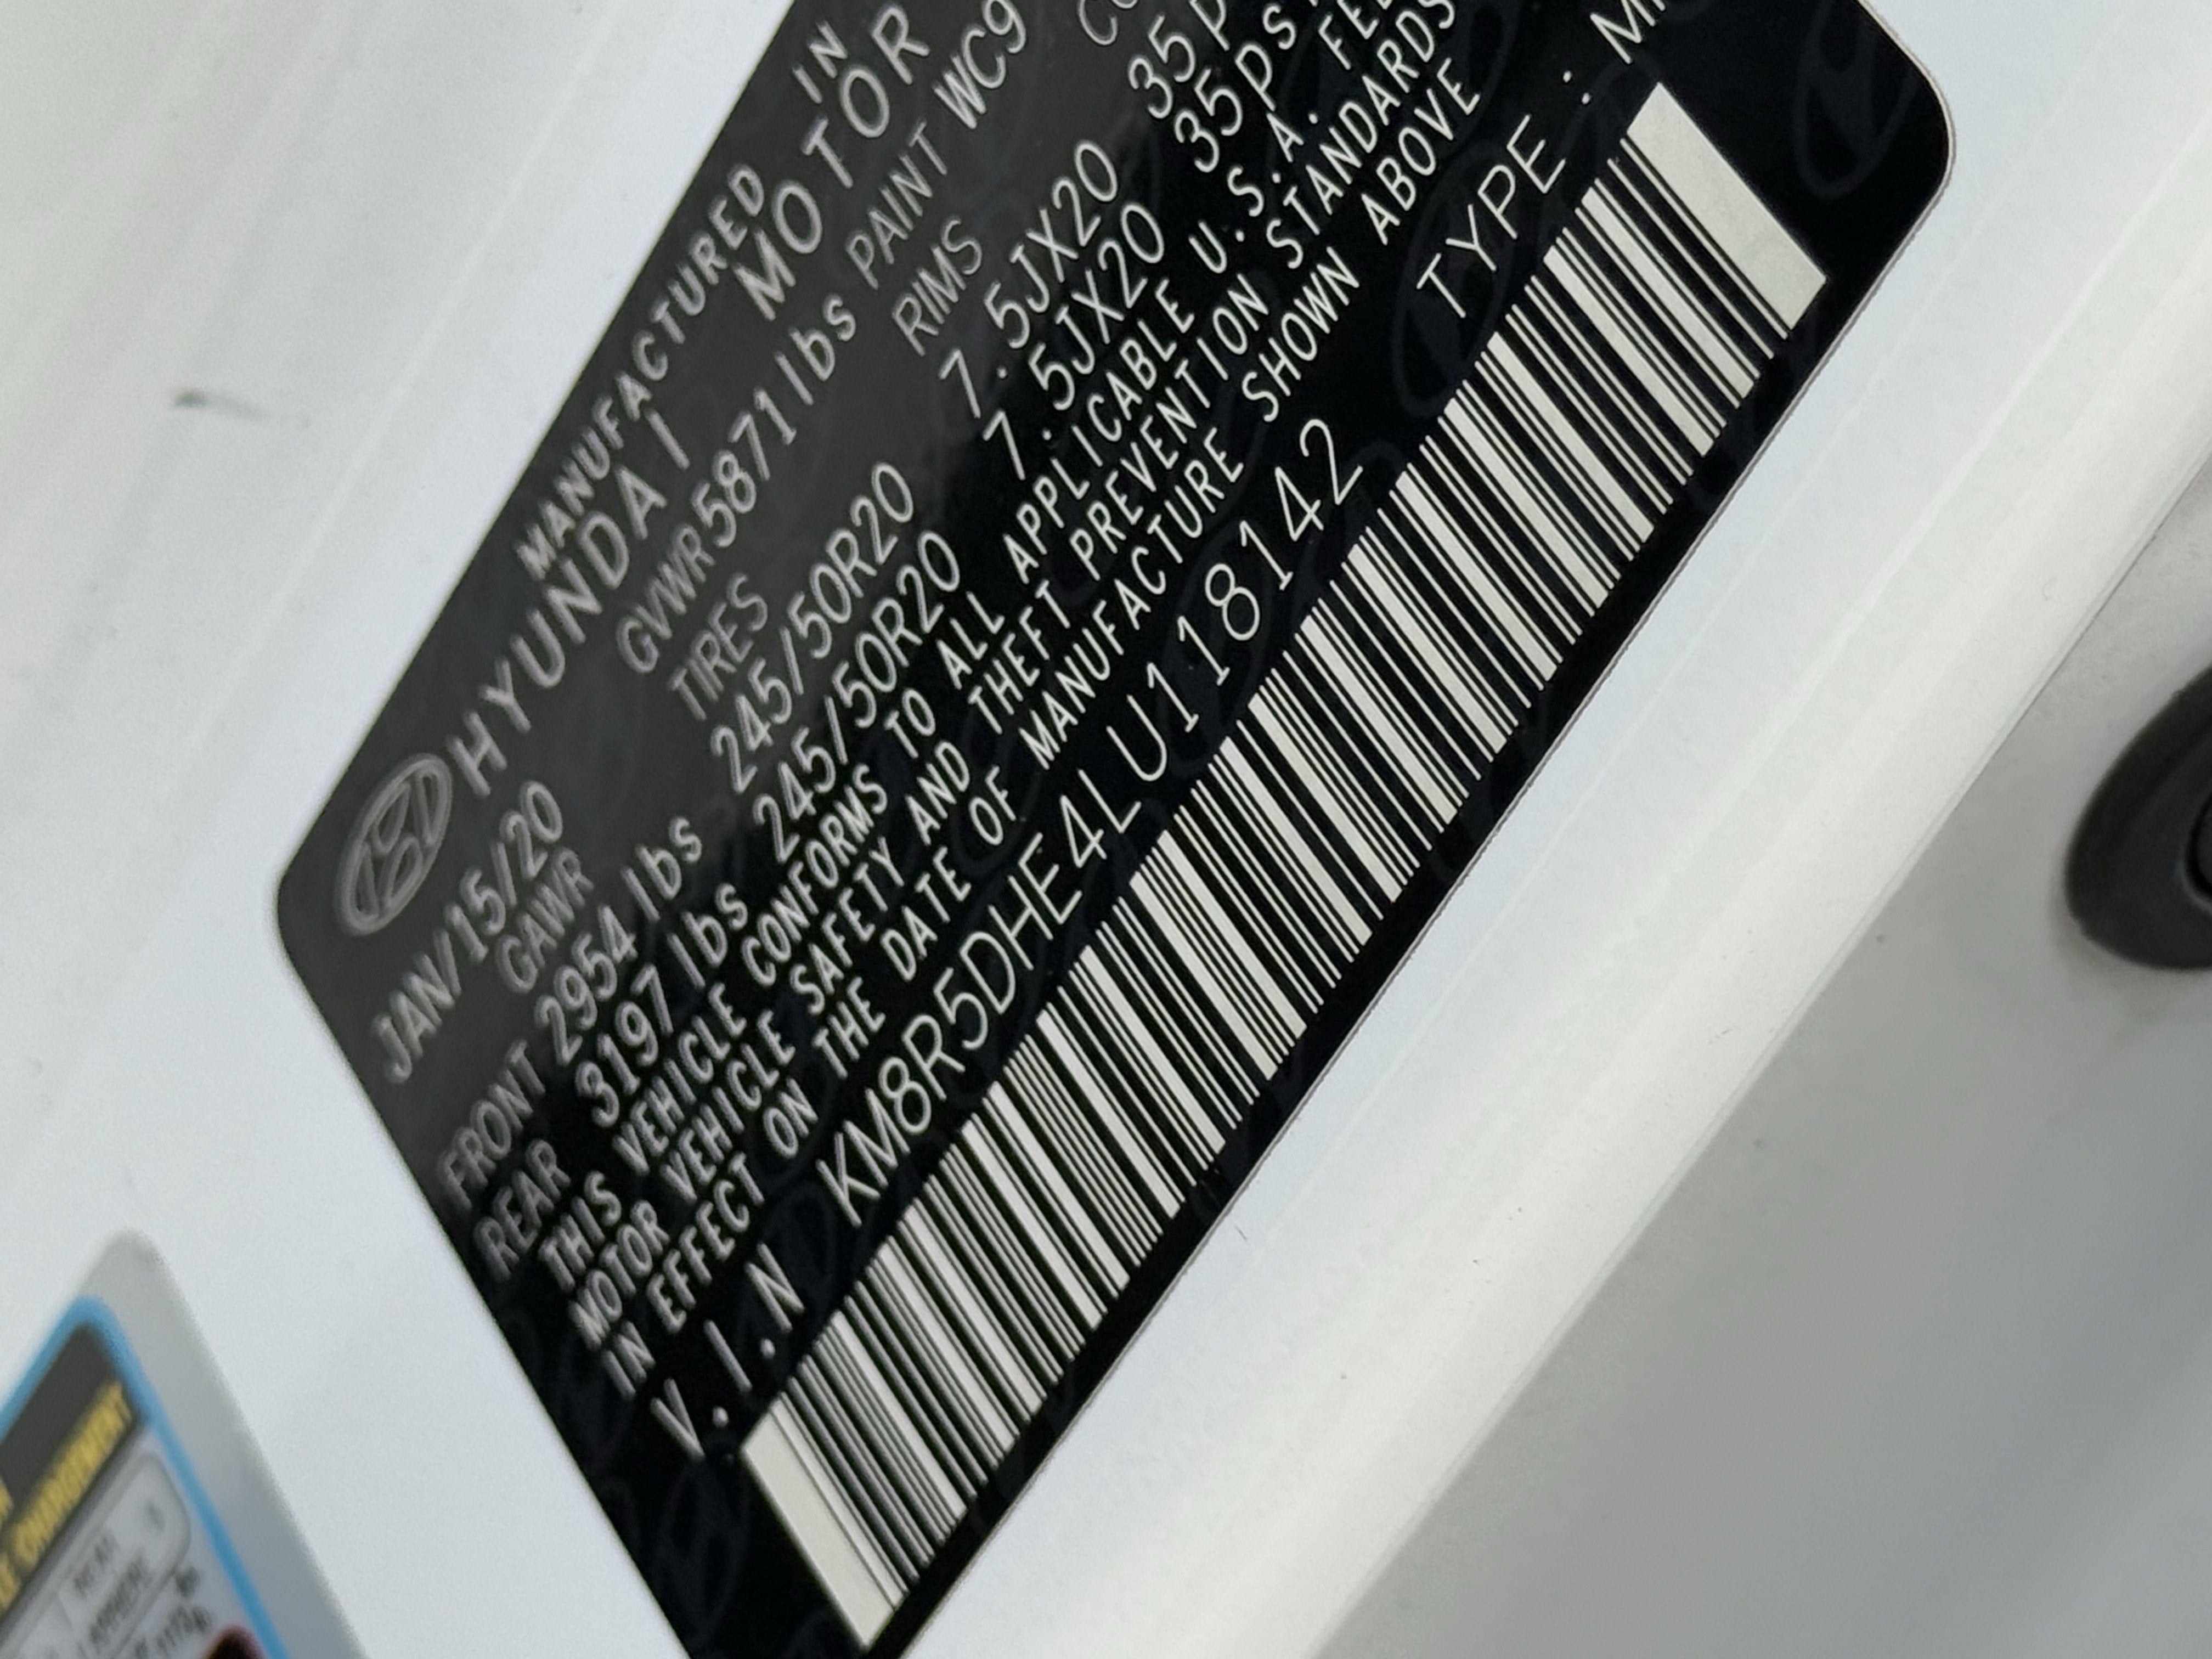 MANUFACTURED IN
HYUNDAI MOTOR
JAN/15/20 GVWR 5871 lbs PAINT WC9
GAWR TIRES RIMS
FRONT 2954 lbs 245/50R20 7.5JX20 35
REAR 3197 lbs 245/50R20 7.5JX20 35PS
THIS VEHICLE CONFORMS TO ALL APPLICABLE U.S.A.
MOTOR VEHICLE SAFETY AND THEFT PREVENTION STANDARDS
IN EFFECT ON THE DATE OF MANUFACTURE SHOWN ABOVE
V.I.N KM8R5DHE4LU118142 TYPE :
CHARGEMENT